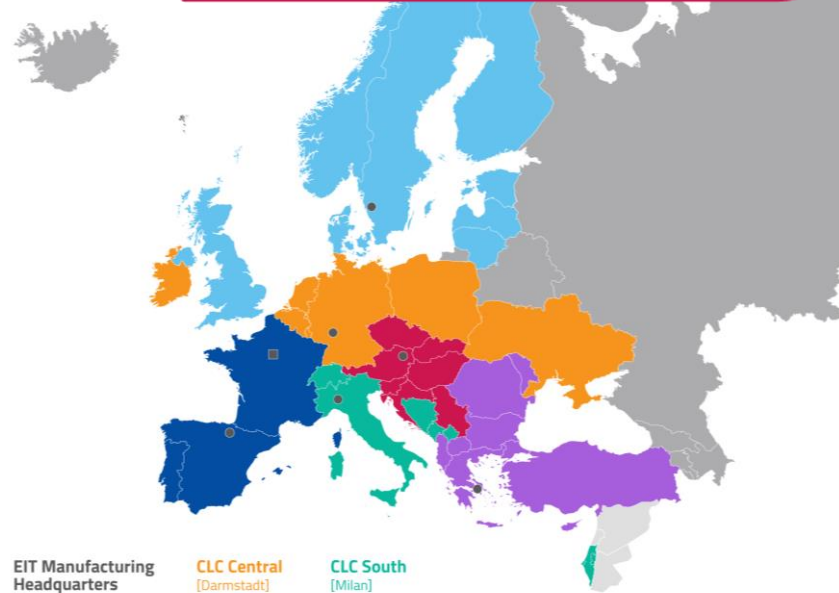 EIT Manufacturing
Headquarters
CLC Central
[Darmstadt]
CLC South
[Milan]